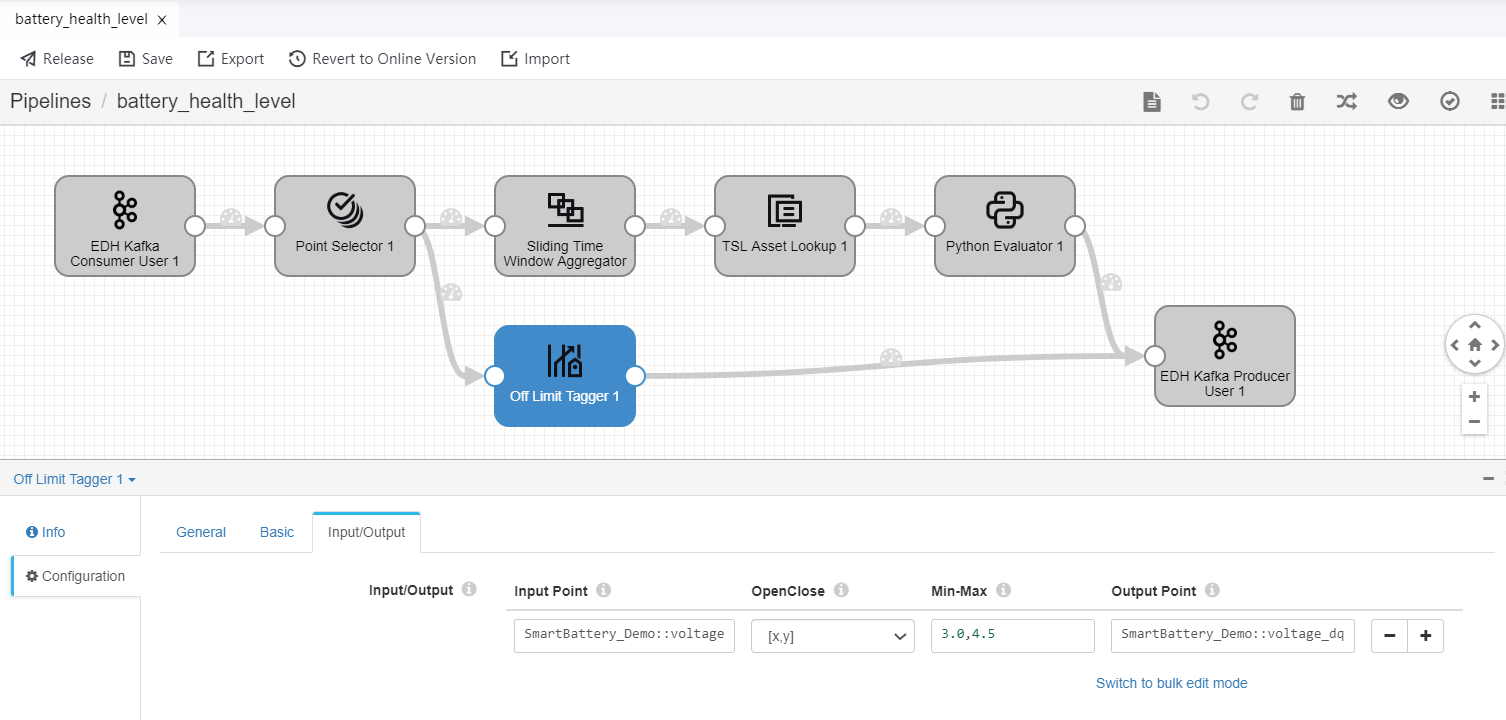 battery_health_level x
Release Save Export Revert to Online Version Import
Pipelines / battery_health_level
EDH Kafka
Consumer User 1
Point Selector 1
Sliding Time
Window Aggregator
TSL Asset Lookup 1
Python Evaluator 1
Off Limit Tagger 1
EDH Kafka Producer
User 1
Off Limit Tagger 1
Info
Configuration
General Basic Input/Output
Input/Output Input Point OpenClose Min-Max Output Point
SmartBattery_Demo::voltage [x,y] 3.0,4.5 SmartBattery_Demo::voltage_dq
Switch to bulk edit mode